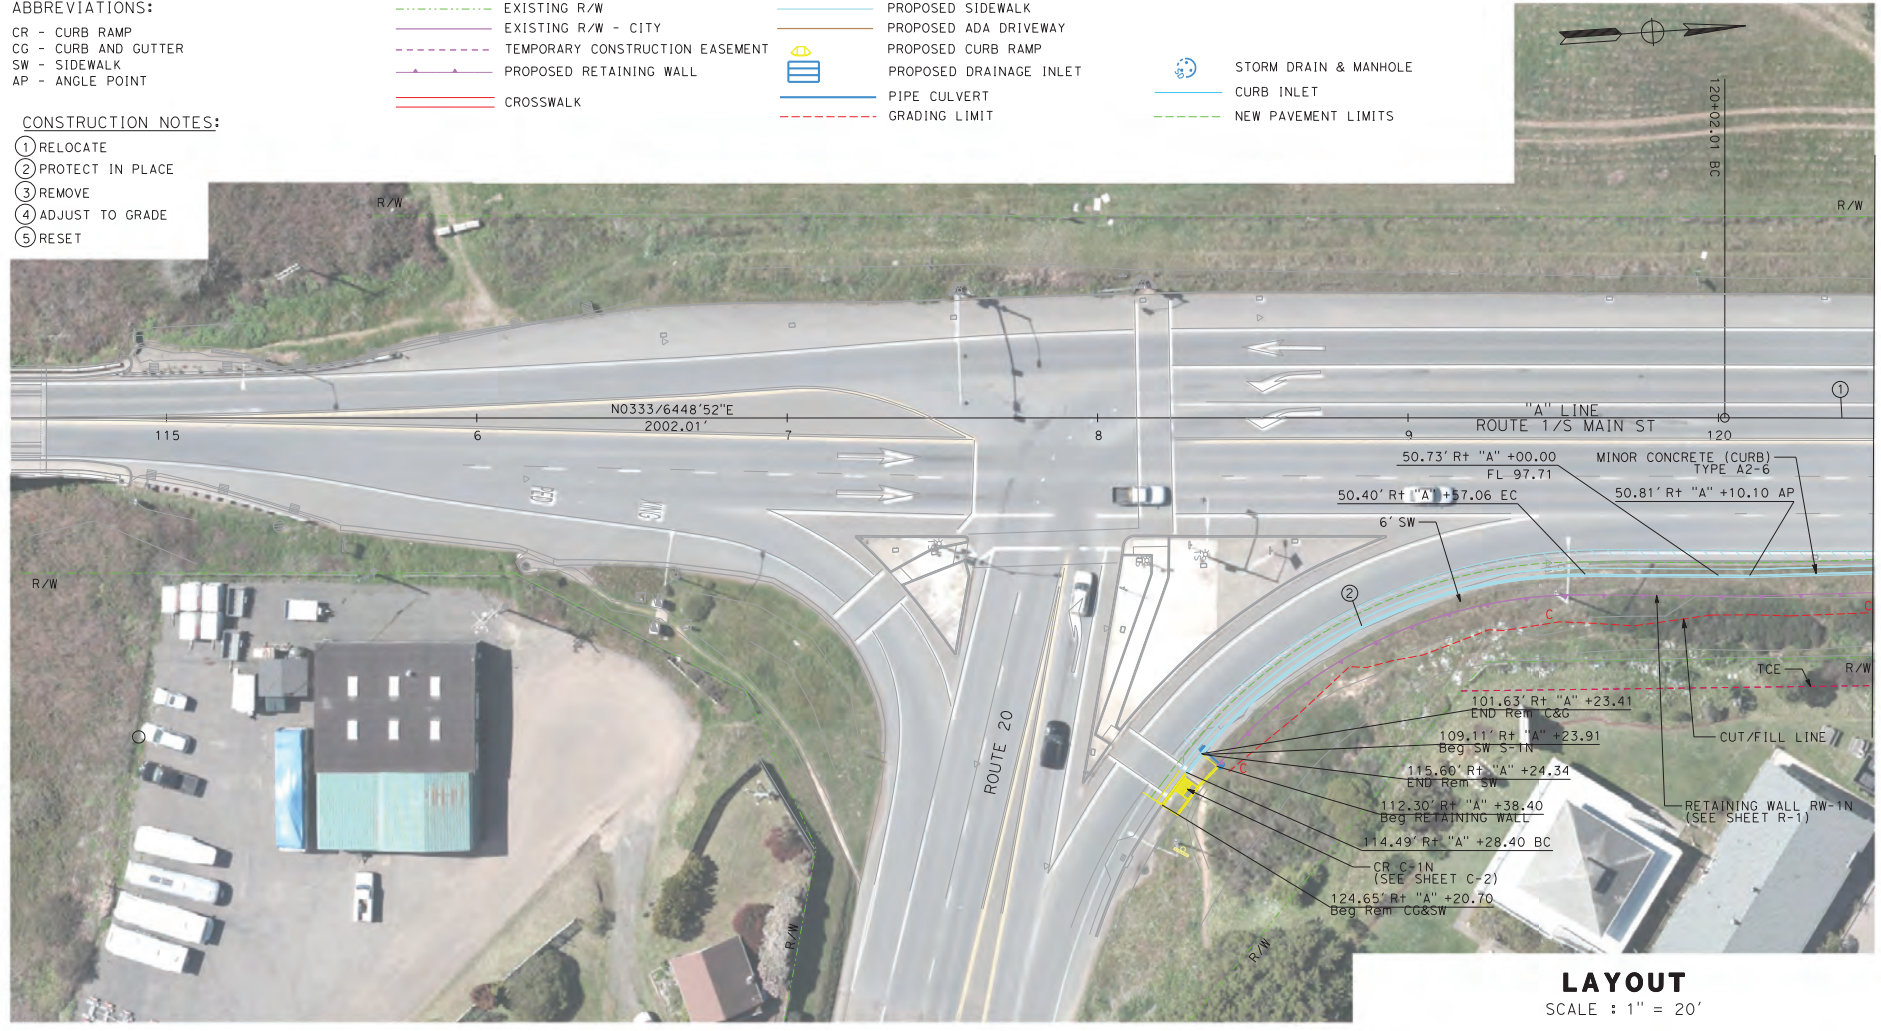 ABBREVIATIONS:
CR - CURB RAMP
CG - CURB AND GUTTER
SW - SIDEWALK
AP - ANGLE POINT
CONSTRUCTION NOTES:
1 RELOCATE
2 PROTECT IN PLACE
3 REMOVE
4 ADJUST TO GRADE
5 RESET
EXISTING R/W
EXISTING R/W - CITY
TEMPORARY CONSTRUCTION EASEMENT
PROPOSED RETAINING WALL
CROSSWALK
PROPOSED SIDEWALK
PROPOSED ADA DRIVEWAY
PROPOSED CURB RAMP
PROPOSED DRAINAGE INLET
PIPE CULVERT
GRADING LIMIT
STORM DRAIN & MANHOLE
CURB INLET
NEW PAVEMENT LIMITS
120+02.01 BC
R/W
R/W
1
N0333/6448'52"E
2002.01'
"A" LINE
ROUTE 1/S MAIN ST
115
6
7
8
9
120
50.73' Rt "A" +00.00
FL 97.71
MINOR CONCRETE (CURB)
TYPE A2-6
50.40' Rt "A" +57.06 EC
50.81' Rt "A" +10.10 AP
6' SW
PED
XING
R/W
2
C
C
TCE
R/W
101.63' Rt "A" +23.41
END Rem C&G
109.11' Rt "A" +23.91
Beg SW S-1N
CUT/FILL LINE
C
115.60' Rt "A" +24.34
END Rem SW
112.30' Rt "A" +38.40
Beg RETAINING WALL
RETAINING WALL RW-1N
(SEE SHEET R-1)
114.49' Rt "A" +28.40 BC
CR C-1N
(SEE SHEET C-2)
124.65' Rt "A" +20.70
Beg Rem CG&SW
ROUTE 20
R/W
R/W
LAYOUT
SCALE : 1" = 20'